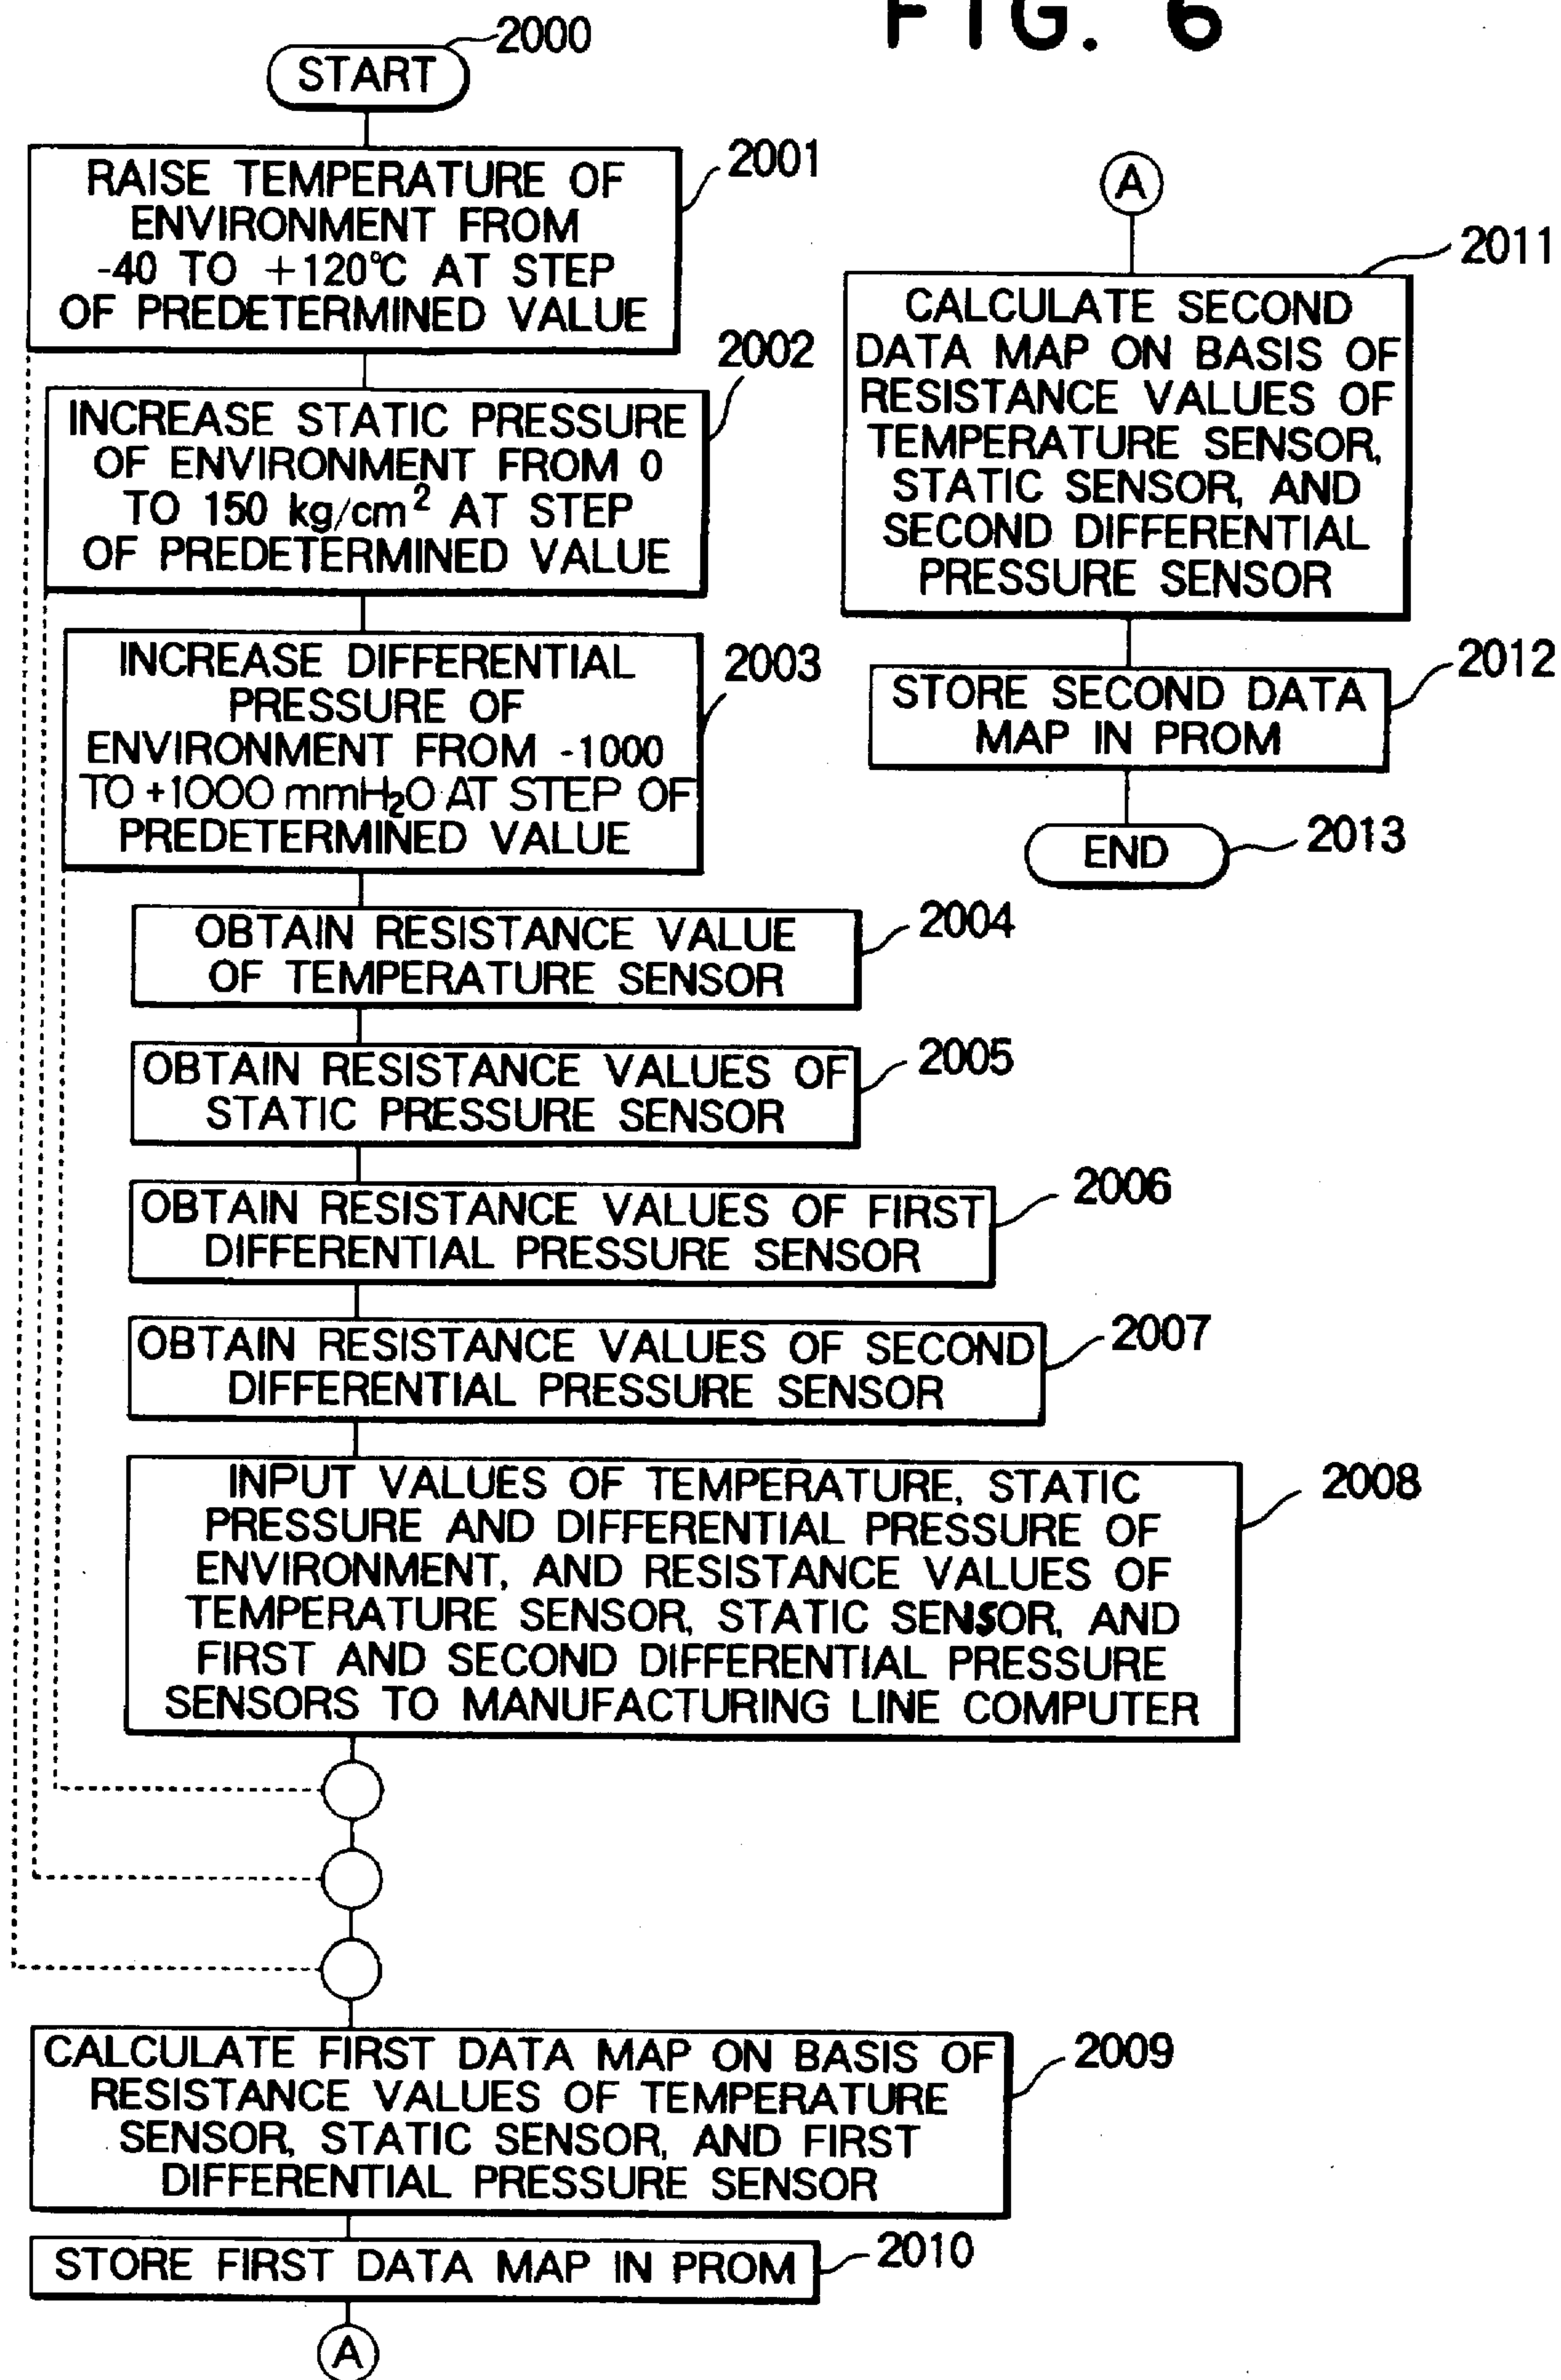 FIG. 6
2000
START
2001
RAISE TEMPERATURE OF
ENVIRONMENT FROM
-40 TO +120℃ AT STEP
OF PREDETERMINED VALUE
2002
INCREASE STATIC PRESSURE
OF ENVIRONMENT FROM 0
TO 150 kg/cm² AT STEP
OF PREDETERMINED VALUE
2003
INCREASE DIFFERENTIAL
PRESSURE OF
ENVIRONMENT FROM -1000
TO +1000 mmH₂O AT STEP OF
PREDETERMINED VALUE
2004
OBTAIN RESISTANCE VALUE
OF TEMPERATURE SENSOR
2005
OBTAIN RESISTANCE VALUES OF
STATIC PRESSURE SENSOR
2006
OBTAIN RESISTANCE VALUES OF FIRST
DIFFERENTIAL PRESSURE SENSOR
2007
OBTAIN RESISTANCE VALUES OF SECOND
DIFFERENTIAL PRESSURE SENSOR
2008
INPUT VALUES OF TEMPERATURE, STATIC
PRESSURE AND DIFFERENTIAL PRESSURE OF
ENVIRONMENT, AND RESISTANCE VALUES OF
TEMPERATURE SENSOR, STATIC SENSOR, AND
FIRST AND SECOND DIFFERENTIAL PRESSURE
SENSORS TO MANUFACTURING LINE COMPUTER
2009
CALCULATE FIRST DATA MAP ON BASIS OF
RESISTANCE VALUES OF TEMPERATURE
SENSOR, STATIC SENSOR, AND FIRST
DIFFERENTIAL PRESSURE SENSOR
2010
STORE FIRST DATA MAP IN PROM
A
A
2011
CALCULATE SECOND
DATA MAP ON BASIS OF
RESISTANCE VALUES OF
TEMPERATURE SENSOR,
STATIC SENSOR, AND
SECOND DIFFERENTIAL
PRESSURE SENSOR
2012
STORE SECOND DATA
MAP IN PROM
END
2013